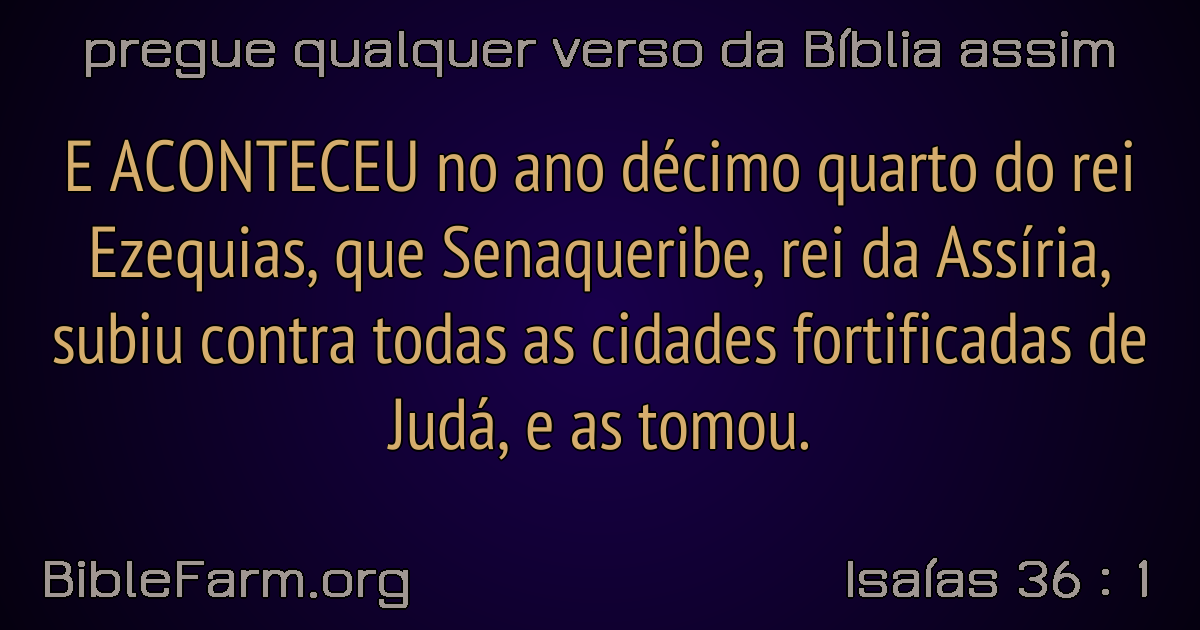 pregue qualquer verso da Bíblia assim
E ACONTECEU no ano décimo quarto do rei
Ezequias, que Senaqueribe, rei da Assíria,
subiu contra todas as cidades fortificadas de
Judá, e as tomou.
BibleFarm.org
Isaías 36 : 1